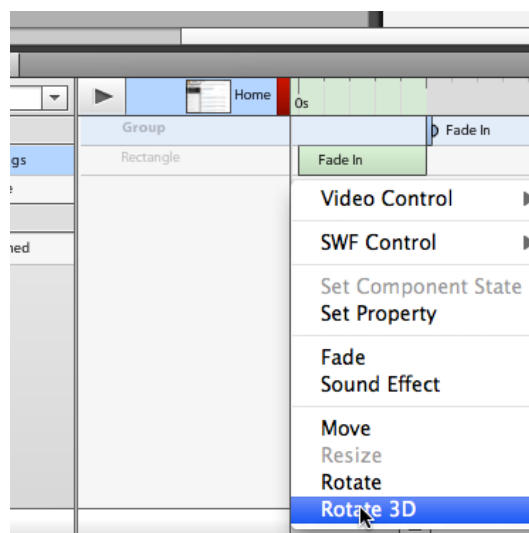 Home
0s
Group
Fade In
gs
Rectangle
Fade In
Video Control
ned
SWF Control
Set Component State
Set Property
Fade
Sound Effect
Move
Resize
Rotate
Rotate 3D